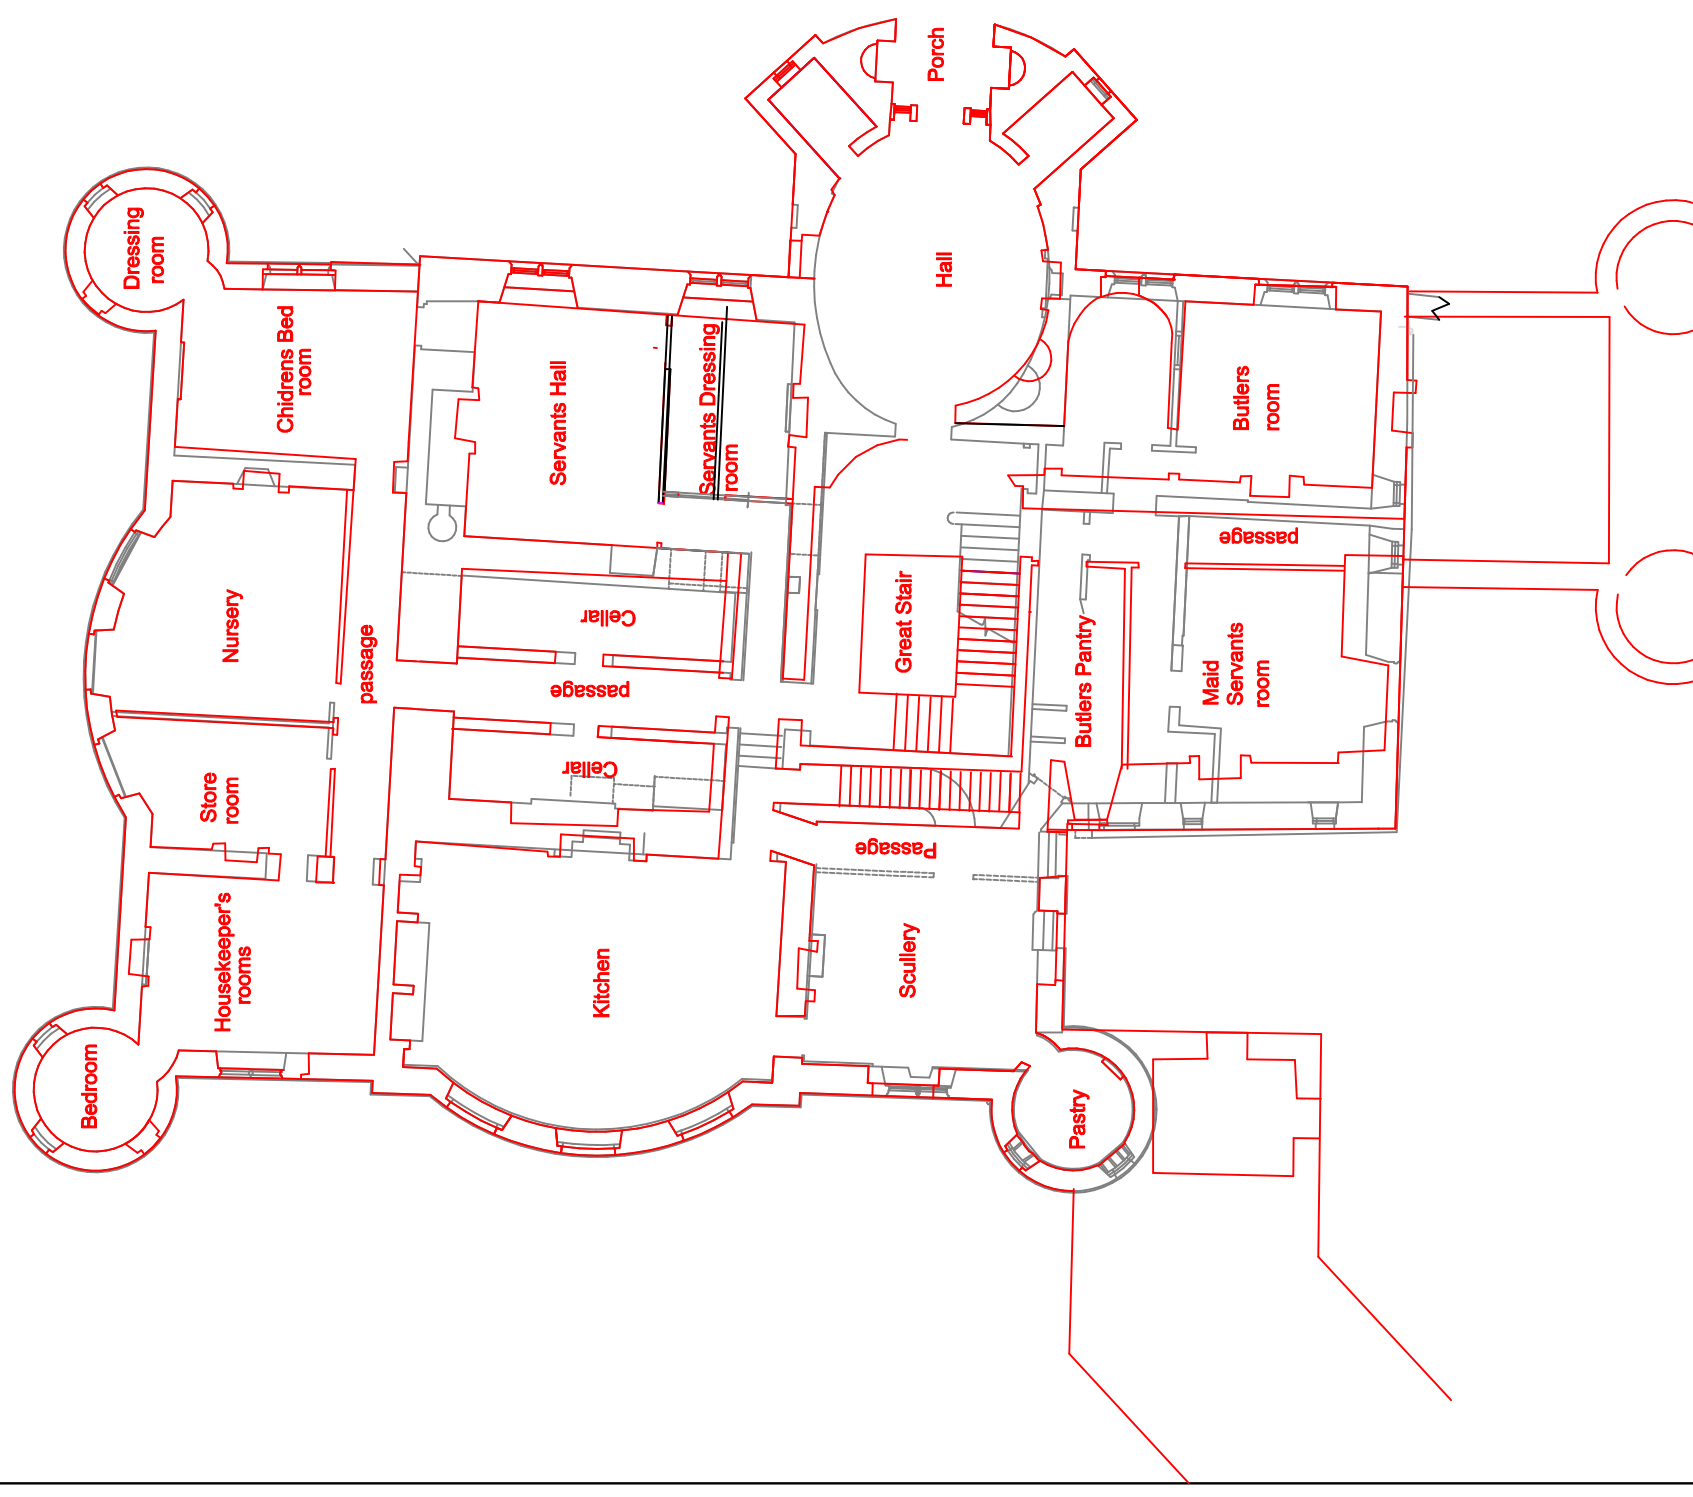 Porch
Dressing
room
Hall
Chidrens Bed
room
Servants Hall
Servants Dressing
room
Butlers
room
passage
Nursery
passage
Cellar
passage
Great Stair
Butlers Pantry
Maid
Servants
room
Store
room
Cellar
Passage
Housekeeper's
rooms
Kitchen
Scullery
Bedroom
Pastry